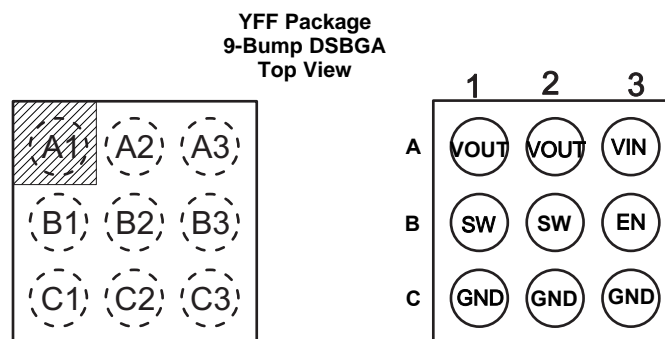 YFF Package
9-Bump DSBGA
Top View
A1 A2 A3
B1 B2 B3
C1 C2 C3
1 2 3
A VOUT VOUT VIN
B SW SW EN
C GND GND GND